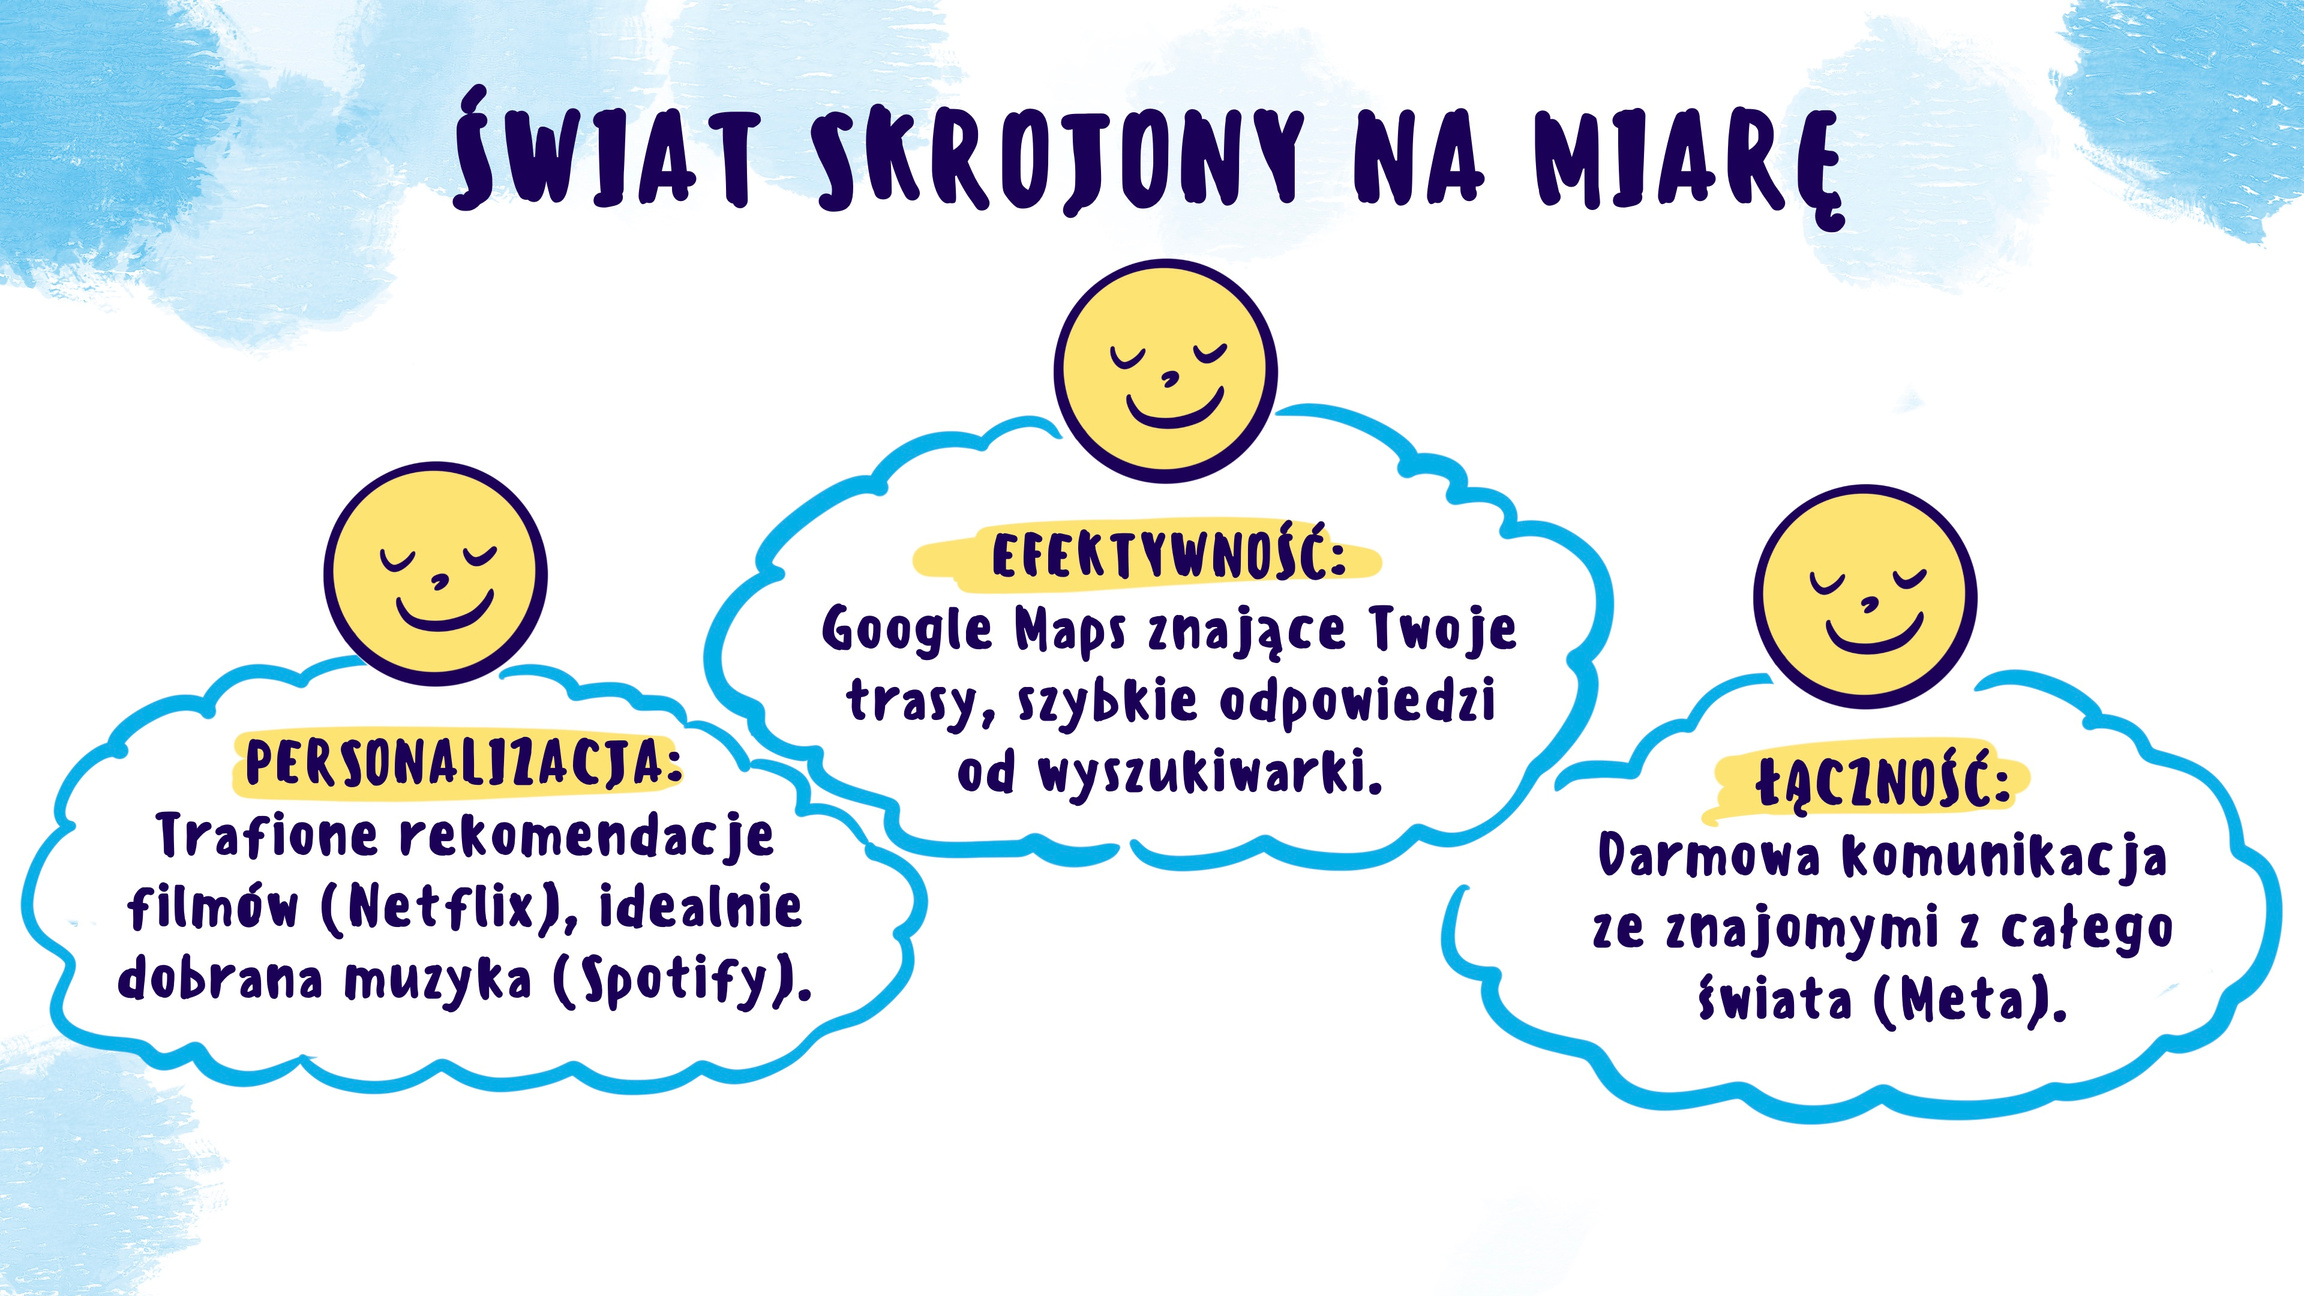 ŚWIAT SKROJONY NA MIARĘ
PERSONALIZACJA:
Trafione rekomendacje
filmów (Netflix), idealnie
dobrana muzyka (Spotify).
EFEKTYWNOŚĆ:
Google Maps znające Twoje
trasy, szybkie odpowiedzi
od wyszukiwarki.
ŁĄCZNOŚĆ:
Darmowa komunikacja
ze znajomymi z całego
świata (Meta).